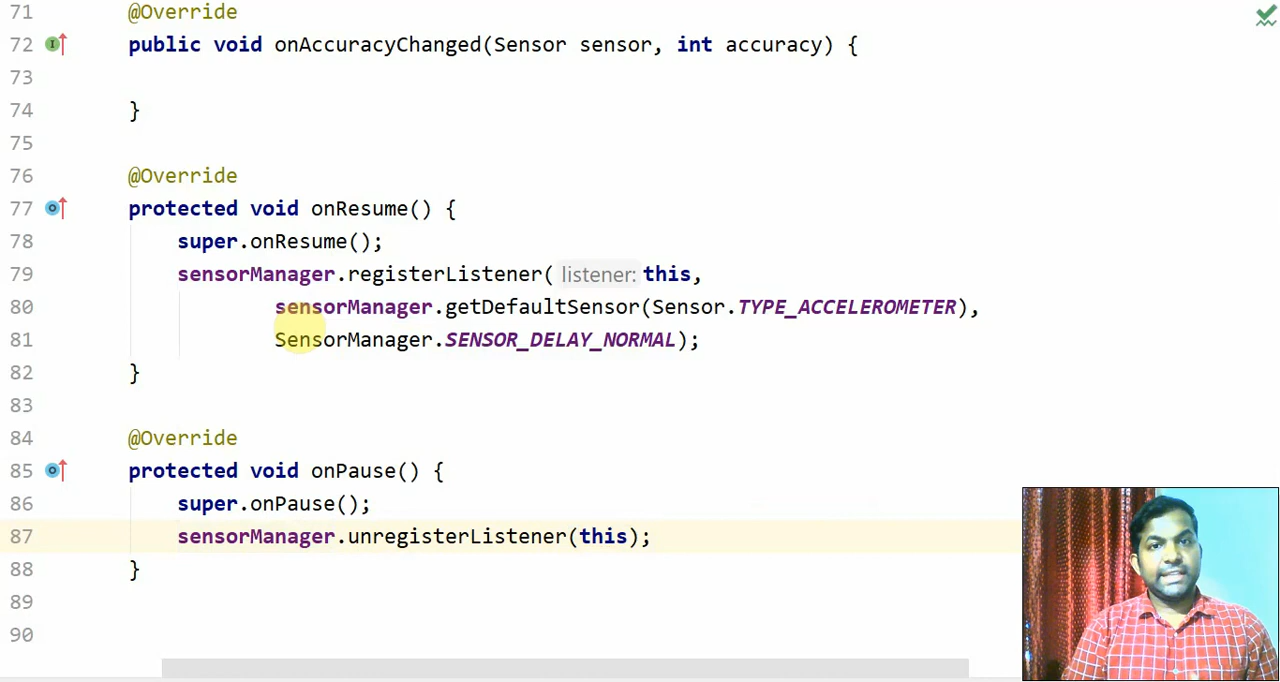 71 @Override
72 public void onAccuracyChanged(Sensor sensor, int accuracy) {
73
74 }
75
76 @Override
77 protected void onResume() {
78 super.onResume();
79 sensorManager.registerListener( listener: this,
80 sensorManager.getDefaultSensor(Sensor.TYPE_ACCELEROMETER),
81 SensorManager.SENSOR_DELAY_NORMAL);
82 }
83
84 @Override
85 protected void onPause() {
86 super.onPause();
87 sensorManager.unregisterListener(this);
88 }
89
90